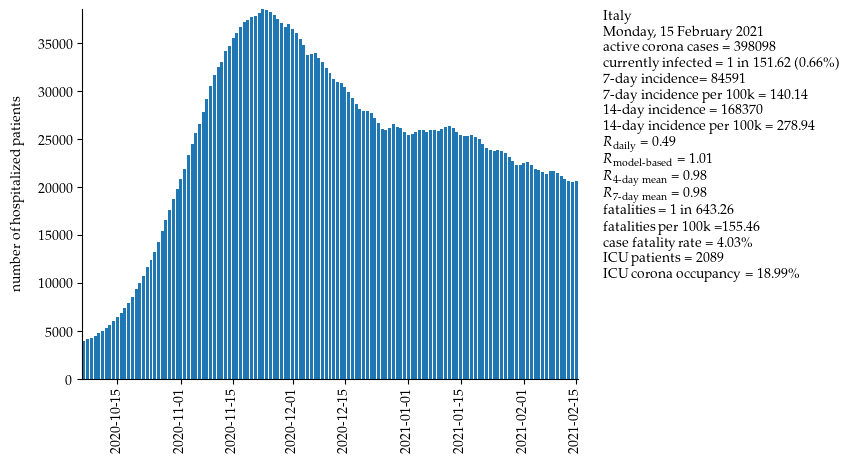 Italy
Monday, 15 February 2021
active corona cases = 398098
currently infected = 1 in 151.62 (0.66%)
7-day incidence= 84591
7-day incidence per 100k = 140.14
14-day incidence = 168370
14-day incidence per 100k = 278.94
R daily = 0.49
R model-based = 1.01
R 4-day mean = 0.98
R 7-day mean = 0.98
fatalities = 1 in 643.26
fatalities per 100k =155.46
case fatality rate = 4.03%
ICU patients = 2089
ICU corona occupancy = 18.99%
number of hospitalized patients
35000
30000
25000
20000
15000
10000
5000
0
2020-10-15
2020-11-01
2020-11-15
2020-12-01
2020-12-15
2021-01-01
2021-01-15
2021-02-01
2021-02-15